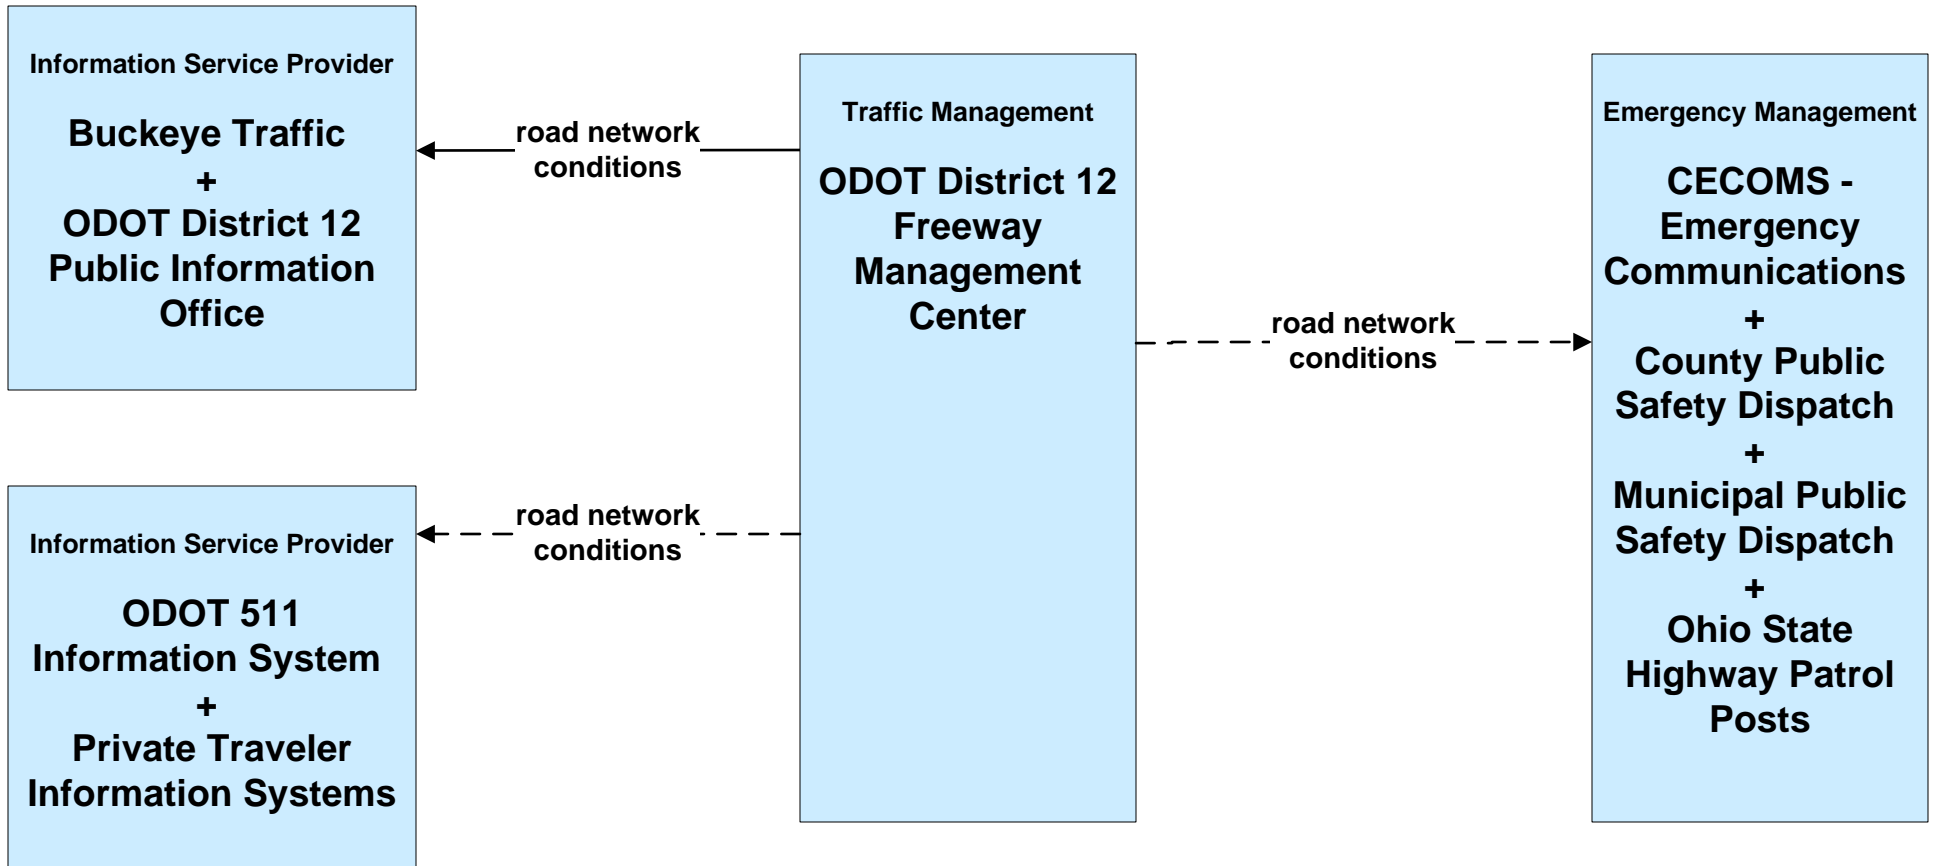 Information Service Provider
Buckeye Traffic
+
ODOT District 12
Public Information
Office
road network
conditions
Traffic Management
ODOT District 12
Freeway
Management
Center
road network
conditions
Emergency Management
CECOMS -
Emergency
Communications
+
County Public
Safety Dispatch
+
Municipal Public
Safety Dispatch
+
Ohio State
Highway Patrol
Posts
Information Service Provider
ODOT 511
Information System
+
Private Traveler
Information Systems
road network
conditions